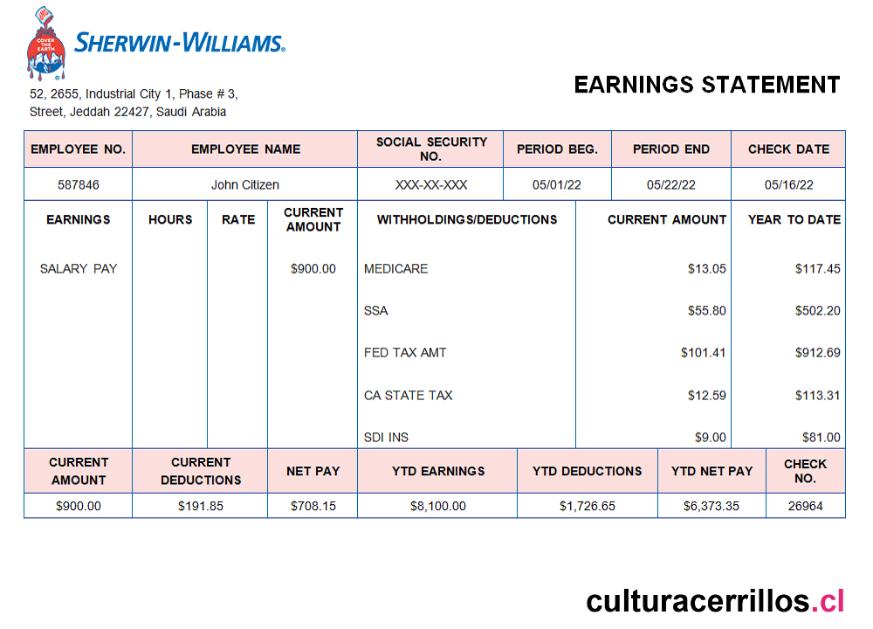 COVER
THE
EARTH
SHERWIN-WILLIAMS.
52, 2655, Industrial City 1, Phase # 3,
Street, Jeddah 22427, Saudi Arabia
EARNINGS STATEMENT
EMPLOYEE NO. EMPLOYEE NAME SOCIAL SECURITY NO. PERIOD BEG. PERIOD END CHECK DATE
587846 John Citizen XXX-XX-XXX 05/01/22 05/22/22 05/16/22
EARNINGS HOURS RATE CURRENT AMOUNT WITHHOLDINGS/DEDUCTIONS CURRENT AMOUNT YEAR TO DATE
SALARY PAY $900.00 MEDICARE $13.05 $117.45
SSA $55.80 $502.20
FED TAX AMT $101.41 $912.69
CA STATE TAX $12.59 $113.31
SDI INS $9.00 $81.00
CURRENT AMOUNT CURRENT DEDUCTIONS NET PAY YTD EARNINGS YTD DEDUCTIONS YTD NET PAY CHECK NO.
$900.00 $191.85 $708.15 $8,100.00 $1,726.65 $6,373.35 26964
culturacerrillos.cl